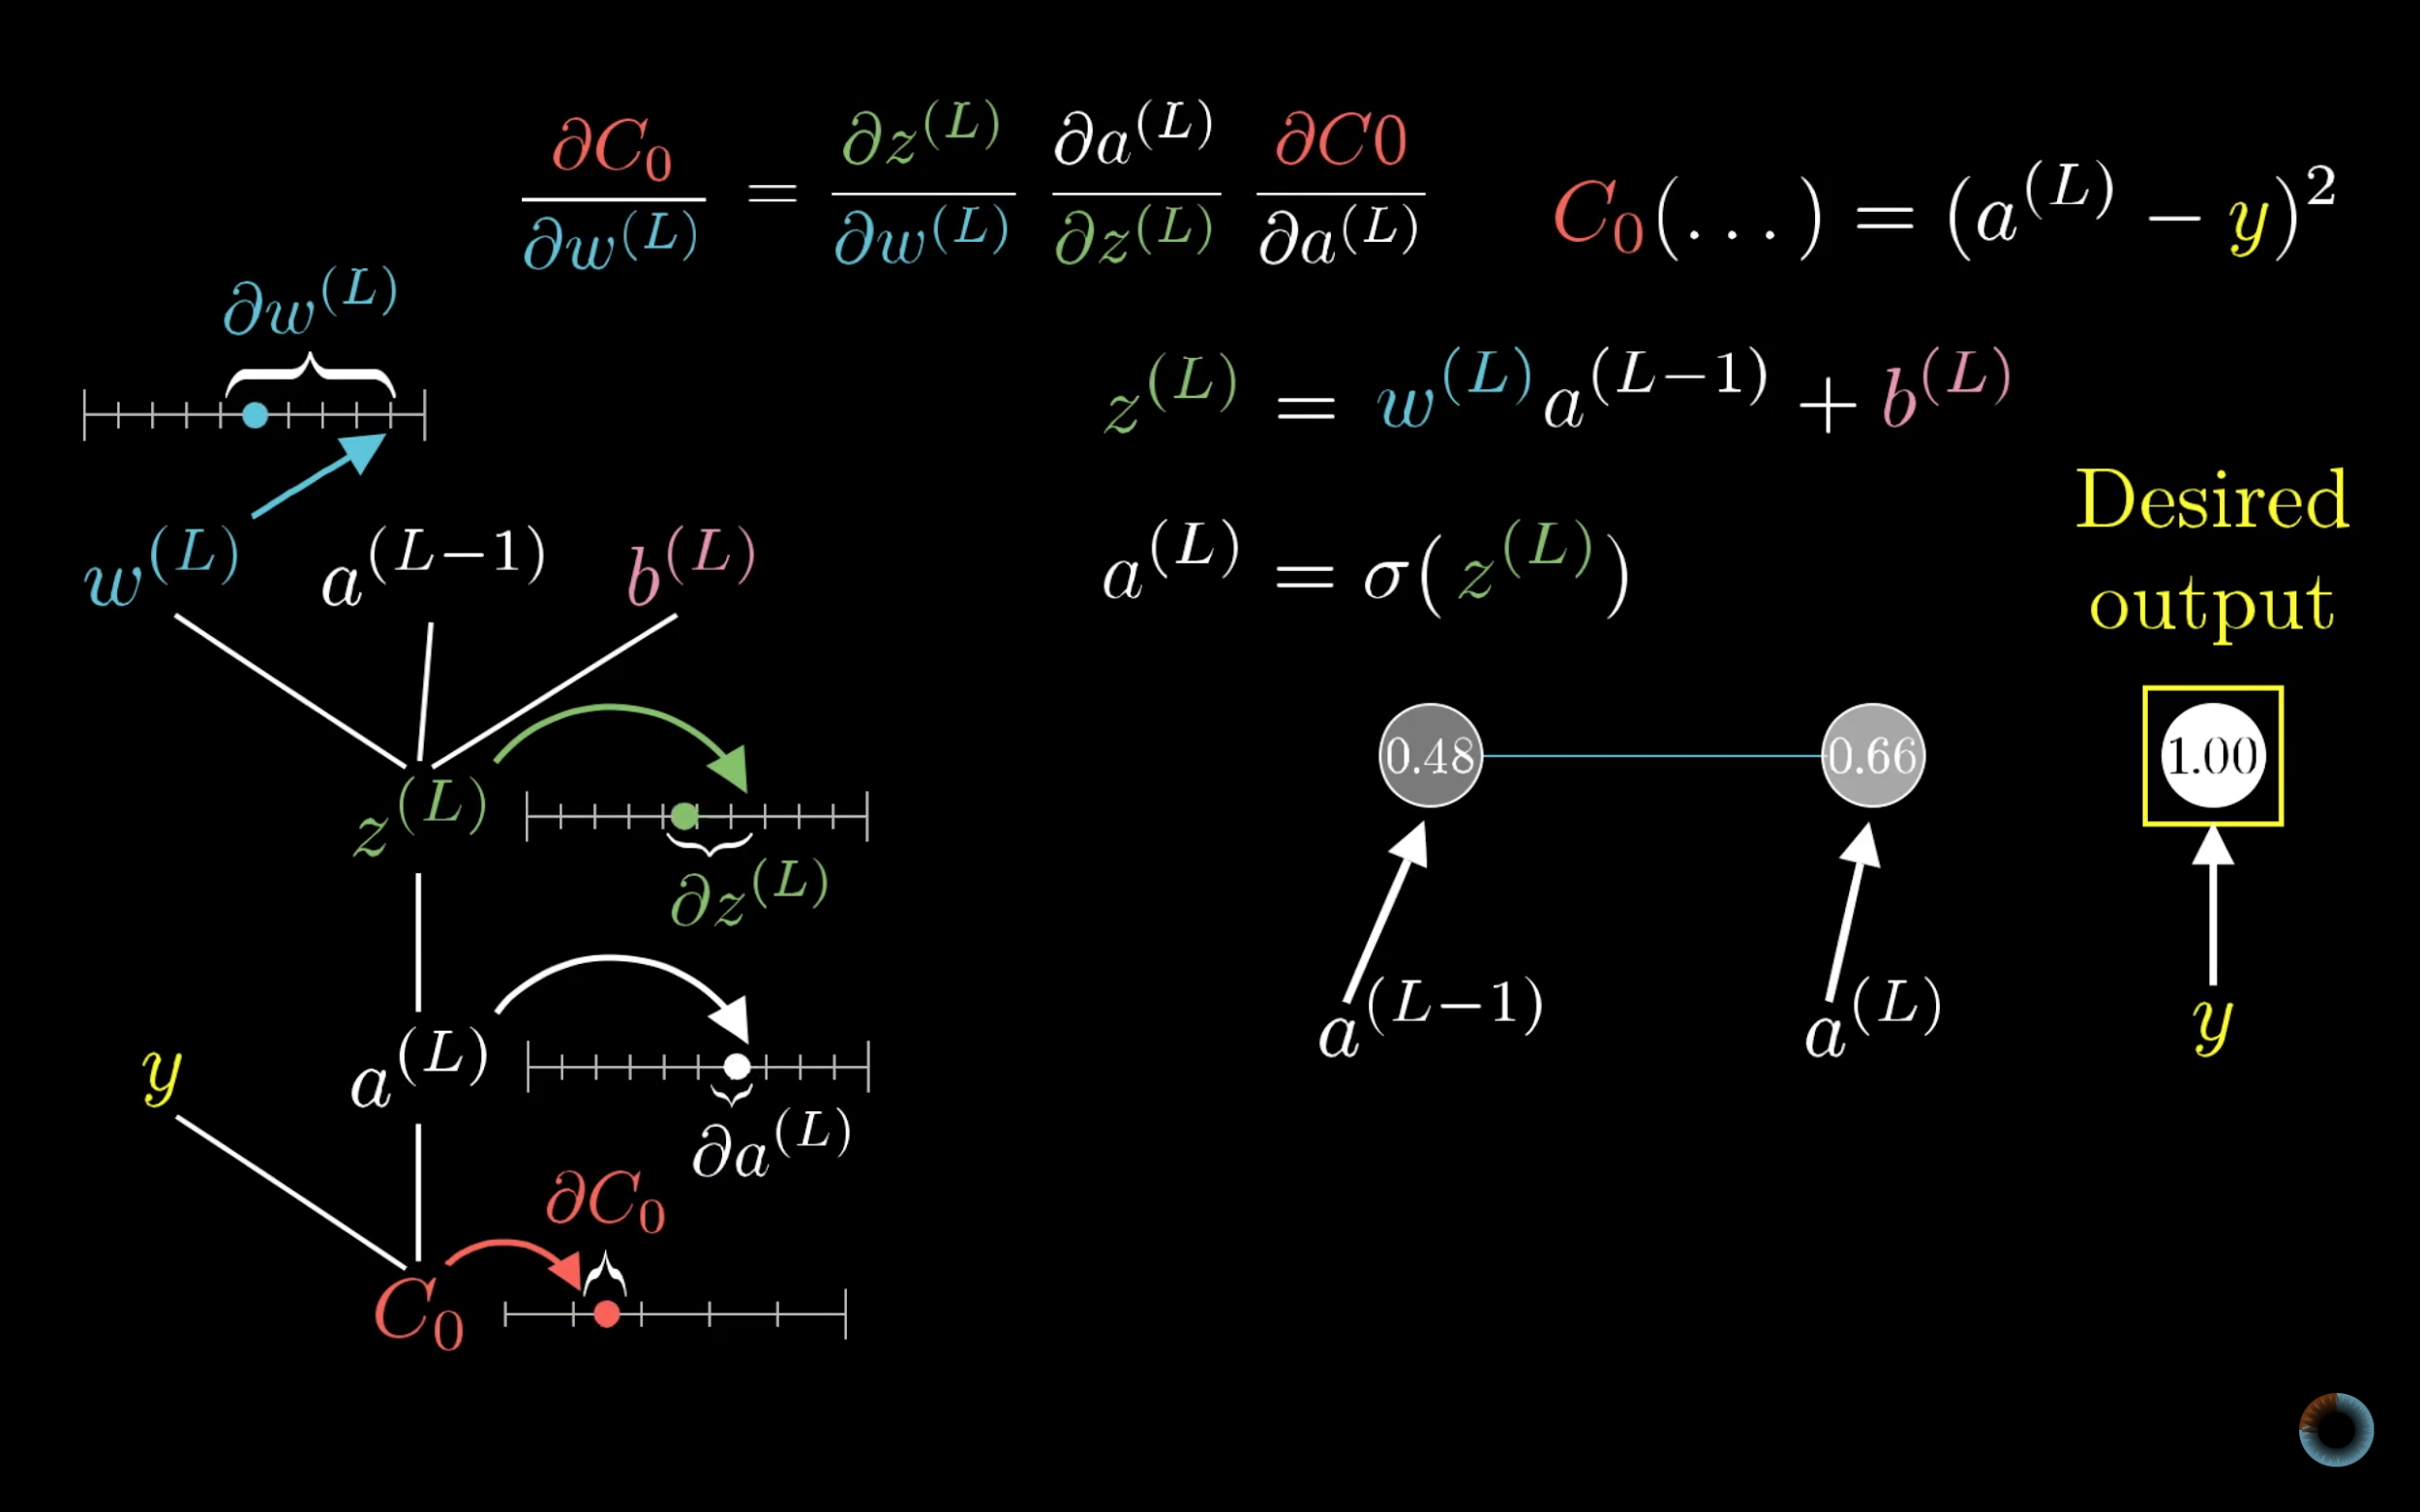 ∂C₀/∂w⁽ᴸ⁾ = ∂z⁽ᴸ⁾/∂w⁽ᴸ⁾ ∂a⁽ᴸ⁾/∂z⁽ᴸ⁾ ∂C0/∂a⁽ᴸ⁾
C₀(...) = (a⁽ᴸ⁾ − y)²
∂w⁽ᴸ⁾
z⁽ᴸ⁾ = w⁽ᴸ⁾a⁽ᴸ⁻¹⁾ + b⁽ᴸ⁾
a⁽ᴸ⁾ = σ(z⁽ᴸ⁾)
Desired
output
w⁽ᴸ⁾ a⁽ᴸ⁻¹⁾ b⁽ᴸ⁾
0.48 0.66 1.00
z⁽ᴸ⁾
∂z⁽ᴸ⁾
a⁽ᴸ⁻¹⁾ a⁽ᴸ⁾ y
y a⁽ᴸ⁾
∂a⁽ᴸ⁾
∂C₀
C₀